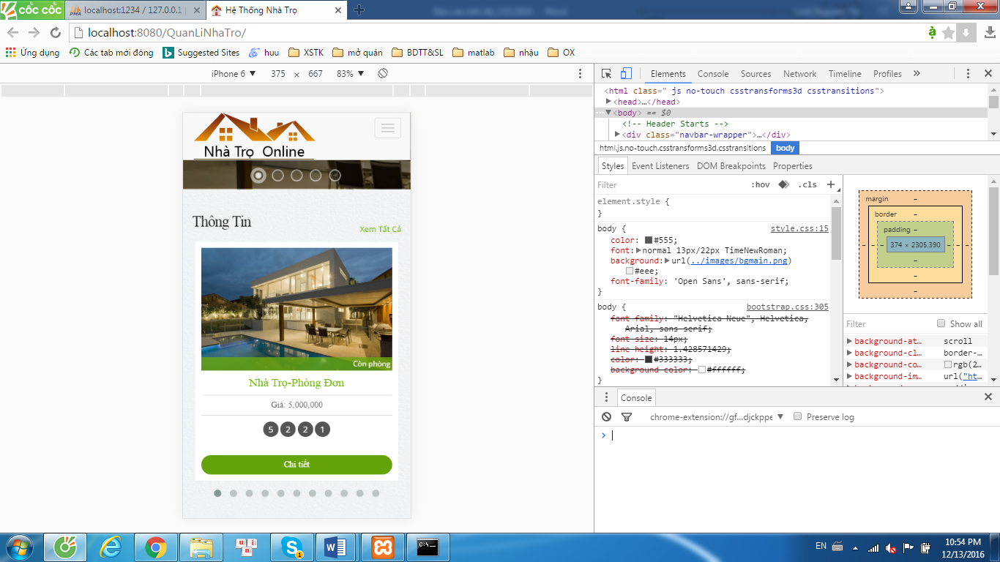 CỐC CỐC
PMA localhost:1234 / 127.0.0.1
Hệ Thống Nhà Trọ
localhost:8080/QuanLiNhaTro/
Ứng dụng Các tab mới đóng Suggested Sites huu XSTK mở quán BDTT&SL matlab nhậu OX
iPhone 6 ▼ 375 × 667 83% ▼
Nhà Trọ Online
Thông Tin
Xem Tất Cả
Còn phòng
Nhà Trọ-Phòng Đơn
Giá: 5,000,000
5 2 2 1
Chi tiết
Elements Console Sources Network Timeline Profiles »
<html class=" js no-touch csstransforms3d csstransitions">
▶<head>…</head>
…▼<body> == $0
<!-- Header Starts -->
▶<div class="navbar-wrapper">…</div>
html.js.no-touch.csstransforms3d.csstransitions body
Styles Event Listeners DOM Breakpoints Properties
Filter :hov .cls +
element.style {
}
body { style.css:15
color: #555;
font:▶normal 13px/22px TimeNewRoman;
background:▶url(../images/bgmain.png)
#eee;
font-family: 'Open Sans', sans-serif;
}
body { bootstrap.css:305
font-family: "Helvetica Neue", Helvetica,
Arial, sans-serif;
font-size: 14px;
line-height: 1.428571429;
color: #333333;
background-color: #ffffff;
}
margin –
border –
padding –
– – – 374 × 2305.390 – – –
–
–
–
Filter Show all
▶background-at… scroll
▶background-cl… border-…
▶background-co… rgb(2…
▶background-im… url("ht…
Console
chrome-extension://gf…djckppe ▼ Preserve log
>
EN
10:54 PM
12/13/2016